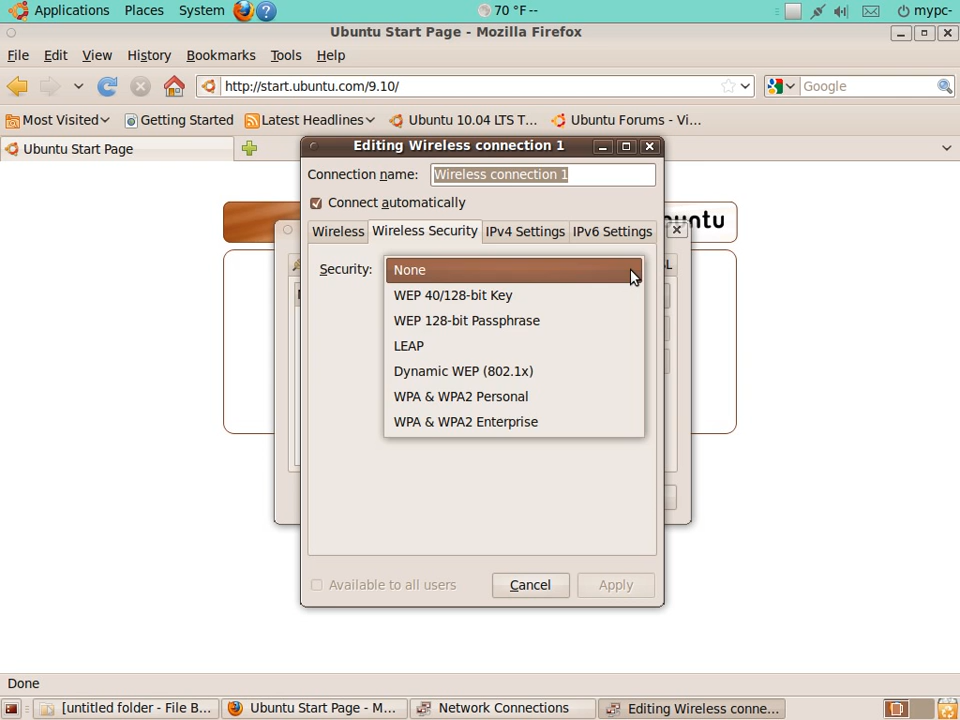 Applications Places System 70 °F -- mypc-
Ubuntu Start Page - Mozilla Firefox
File Edit View History Bookmarks Tools Help
http://start.ubuntu.com/9.10/ Google
Most Visited Getting Started Latest Headlines Ubuntu 10.04 LTS T... Ubuntu Forums - Vi...
Ubuntu Start Page
Editing Wireless connection 1
Connection name: Wireless connection 1
Connect automatically
Wireless Wireless Security IPv4 Settings IPv6 Settings
Security: None
WEP 40/128-bit Key
WEP 128-bit Passphrase
LEAP
Dynamic WEP (802.1x)
WPA & WPA2 Personal
WPA & WPA2 Enterprise
Available to all users Cancel Apply
Done
[untitled folder - File B... Ubuntu Start Page - M... Network Connections Editing Wireless conne...